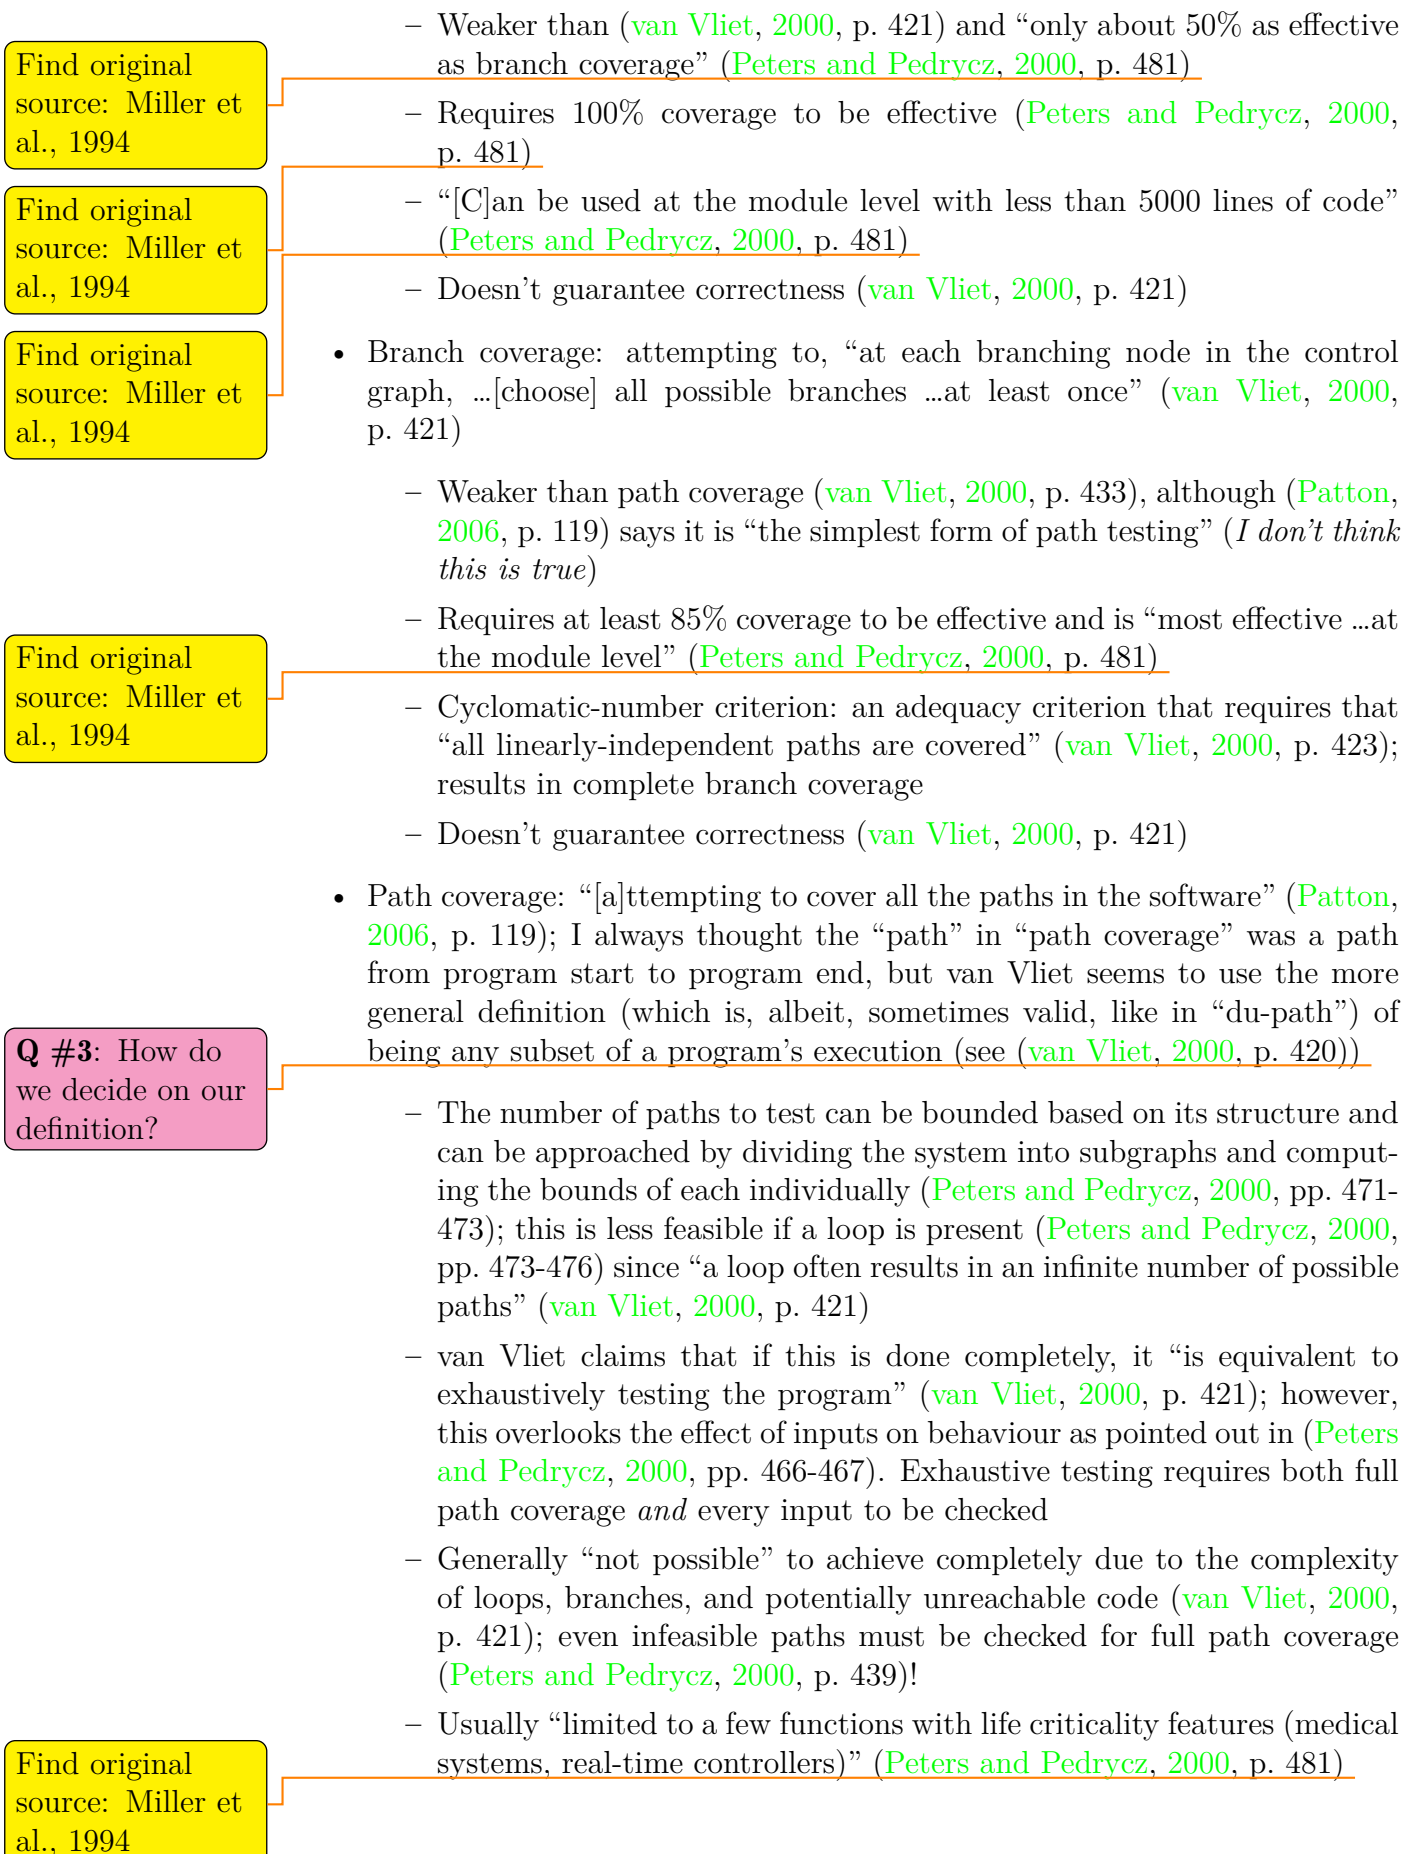 – Weaker than (van Vliet, 2000, p. 421) and “only about 50% as effective
as branch coverage” (Peters and Pedrycz, 2000, p. 481)
Find original
source: Miller et
al., 1994
– Requires 100% coverage to be effective (Peters and Pedrycz, 2000,
p. 481)
Find original
source: Miller et
al., 1994
– “[C]an be used at the module level with less than 5000 lines of code”
(Peters and Pedrycz, 2000, p. 481)
Find original
source: Miller et
al., 1994
– Doesn't guarantee correctness (van Vliet, 2000, p. 421)
• Branch coverage: attempting to, “at each branching node in the control
graph, …[choose] all possible branches …at least once” (van Vliet, 2000,
p. 421)
– Weaker than path coverage (van Vliet, 2000, p. 433), although (Patton,
2006, p. 119) says it is “the simplest form of path testing” (I don't think
this is true)
– Requires at least 85% coverage to be effective and is “most effective …at
the module level” (Peters and Pedrycz, 2000, p. 481)
Find original
source: Miller et
al., 1994
– Cyclomatic-number criterion: an adequacy criterion that requires that
“all linearly-independent paths are covered” (van Vliet, 2000, p. 423);
results in complete branch coverage
– Doesn't guarantee correctness (van Vliet, 2000, p. 421)
• Path coverage: “[a]ttempting to cover all the paths in the software” (Patton,
2006, p. 119); I always thought the “path” in “path coverage” was a path
from program start to program end, but van Vliet seems to use the more
general definition (which is, albeit, sometimes valid, like in “du-path”) of
being any subset of a program's execution (see (van Vliet, 2000, p. 420))
Q #3: How do
we decide on our
definition?
– The number of paths to test can be bounded based on its structure and
can be approached by dividing the system into subgraphs and comput-
ing the bounds of each individually (Peters and Pedrycz, 2000, pp. 471-
473); this is less feasible if a loop is present (Peters and Pedrycz, 2000,
pp. 473-476) since “a loop often results in an infinite number of possible
paths” (van Vliet, 2000, p. 421)
– van Vliet claims that if this is done completely, it “is equivalent to
exhaustively testing the program” (van Vliet, 2000, p. 421); however,
this overlooks the effect of inputs on behaviour as pointed out in (Peters
and Pedrycz, 2000, pp. 466-467). Exhaustive testing requires both full
path coverage and every input to be checked
– Generally “not possible” to achieve completely due to the complexity
of loops, branches, and potentially unreachable code (van Vliet, 2000,
p. 421); even infeasible paths must be checked for full path coverage
(Peters and Pedrycz, 2000, p. 439)!
– Usually “limited to a few functions with life criticality features (medical
systems, real-time controllers)” (Peters and Pedrycz, 2000, p. 481)
Find original
source: Miller et
al., 1994